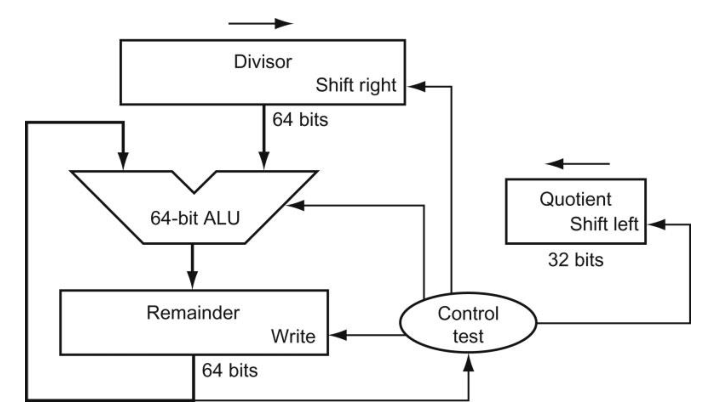 Divisor
Shift right
64 bits
Quotient
Shift left
32 bits
64-bit ALU
Remainder
Write
64 bits
Control
test